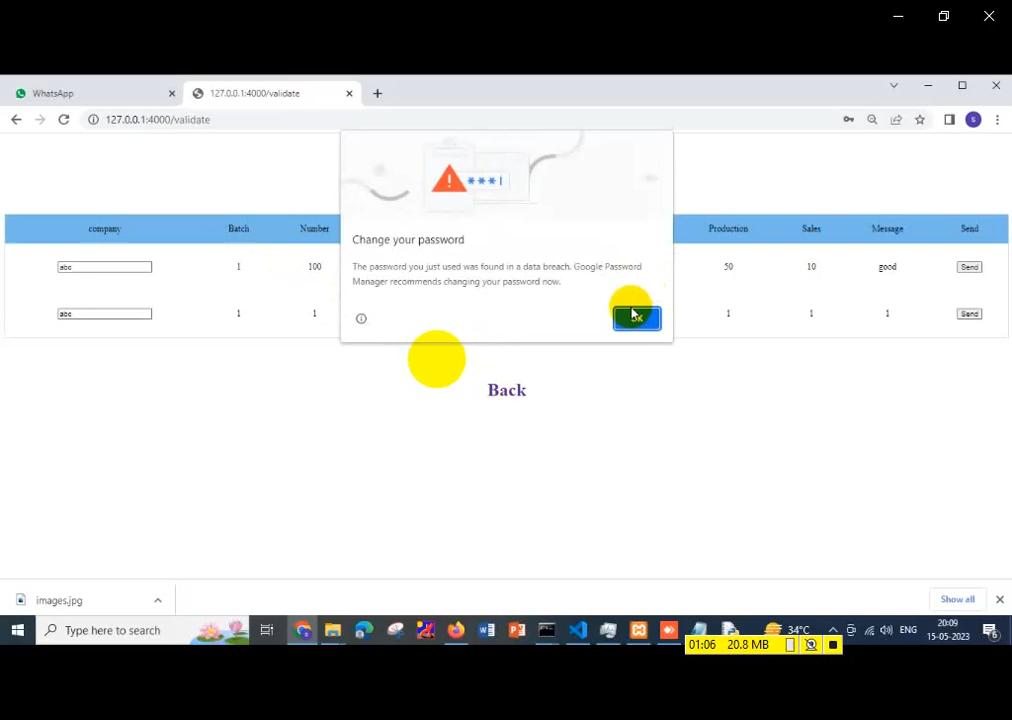 WhatsApp
127.0.0.1:4000/validate
127.0.0.1:4000/validate
S
***
Change your password
The password you just used was found in a data breach. Google Password
Manager recommends changing your password now.
OK
company Batch Number Production Sales Message Send
abc 1 100 50 10 good Send
abc 1 1 1 1 1 Send
Back
images.jpg
Show all
Type here to search
34°C
ENG
20:09
15-05-2023
6
01:06 20.8 MB